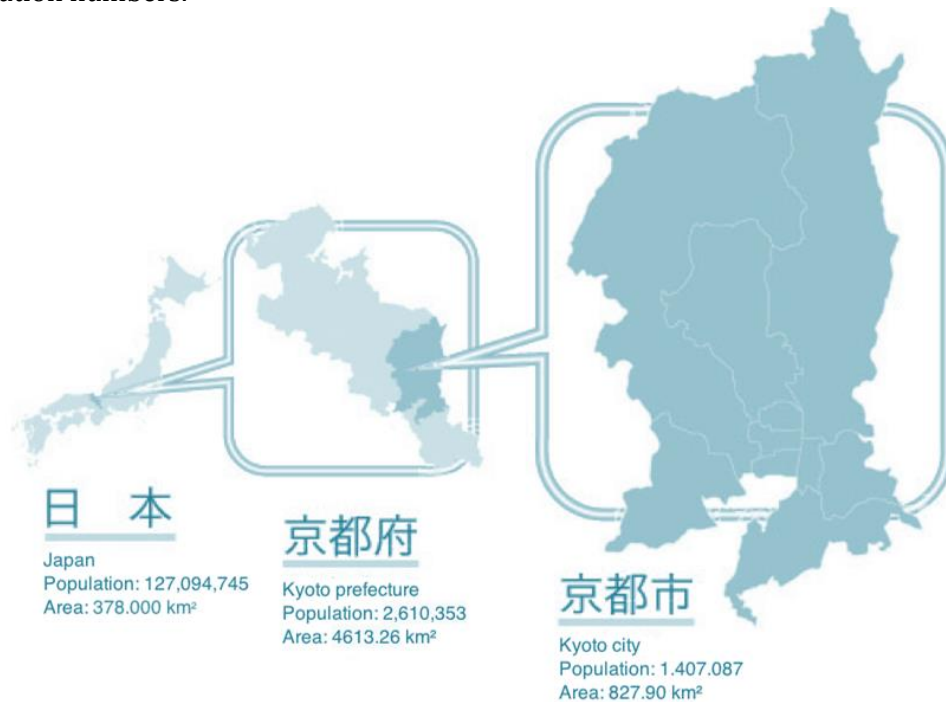 日 本
Japan
Population: 127,094,745
Area: 378.000 km²
京都府
Kyoto prefecture
Population: 2,610,353
Area: 4613.26 km²
京都市
Kyoto city
Population: 1.407.087
Area: 827.90 km²